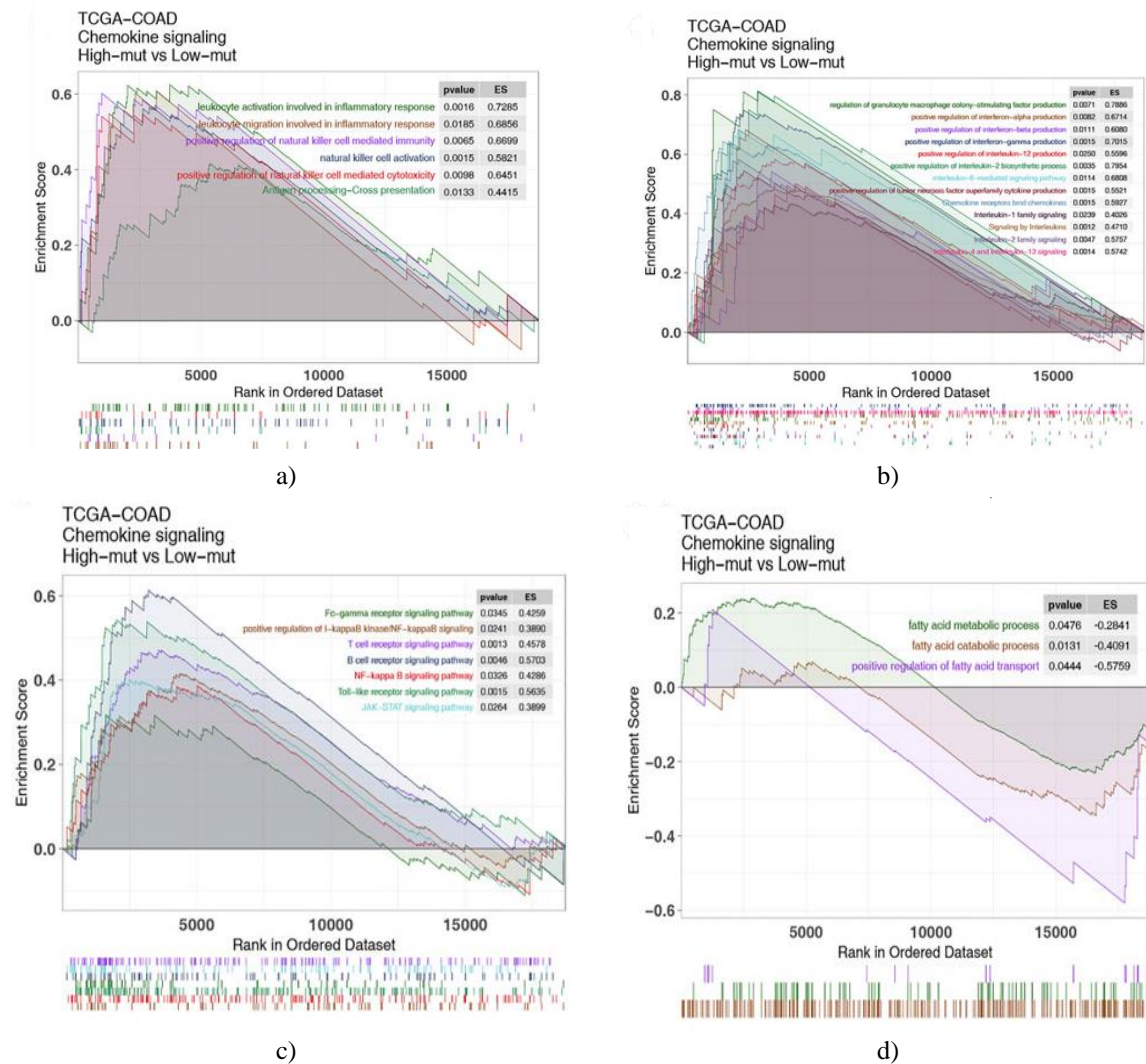 TCGA-COAD
Chemokine signaling
High-mut vs Low-mut
pvalue ES
leukocyte activation involved in inflammatory response 0.0016 0.7285
leukocyte migration involved in inflammatory response 0.0185 0.6856
positive regulation of natural killer cell mediated immunity 0.0065 0.6699
natural killer cell activation 0.0015 0.5821
positive regulation of natural killer cell mediated cytotoxicity 0.0098 0.6451
Antigen processing-Cross presentation 0.0133 0.4415
Enrichment Score
0.6
0.4
0.2
0.0
5000 10000 15000
Rank in Ordered Dataset
a)
TCGA-COAD
Chemokine signaling
High-mut vs Low-mut
pvalue ES
regulation of granulocyte macrophage colony-stimulating factor production 0.0071 0.7886
positive regulation of interferon-alpha production 0.0082 0.6714
positive regulation of interferon-beta production 0.0111 0.6080
positive regulation of interferon-gamma production 0.0015 0.7015
positive regulation of interleukin-12 production 0.0250 0.5596
positive regulation of interleukin-2 biosynthetic process 0.0035 0.7954
interleukin-6-mediated signaling pathway 0.0114 0.6808
positive regulation of tumor necrosis factor superfamily cytokine production 0.0015 0.5521
Chemokine receptors bind chemokines 0.0015 0.5927
Interleukin-1 family signaling 0.0239 0.4026
Signaling by Interleukins 0.0012 0.4710
Interleukin-2 family signaling 0.0047 0.5757
Interleukin-4 and Interleukin-13 signaling 0.0014 0.5742
Enrichment Score
0.8
0.6
0.4
0.2
0.0
5000 10000 15000
Rank in Ordered Dataset
b)
TCGA-COAD
Chemokine signaling
High-mut vs Low-mut
pvalue ES
Fc-gamma receptor signaling pathway 0.0345 0.4259
positive regulation of I-kappaB kinase/NF-kappaB signaling 0.0241 0.3890
T cell receptor signaling pathway 0.0013 0.4578
B cell receptor signaling pathway 0.0046 0.5703
NF-kappa B signaling pathway 0.0326 0.4286
Toll-like receptor signaling pathway 0.0015 0.5635
JAK-STAT signaling pathway 0.0264 0.3899
Enrichment Score
0.6
0.4
0.2
0.0
5000 10000 15000
Rank in Ordered Dataset
c)
TCGA-COAD
Chemokine signaling
High-mut vs Low-mut
pvalue ES
fatty acid metabolic process 0.0476 -0.2841
fatty acid catabolic process 0.0131 -0.4091
positive regulation of fatty acid transport 0.0444 -0.5759
Enrichment Score
0.2
0.0
-0.2
-0.4
-0.6
5000 10000 15000
Rank in Ordered Dataset
d)